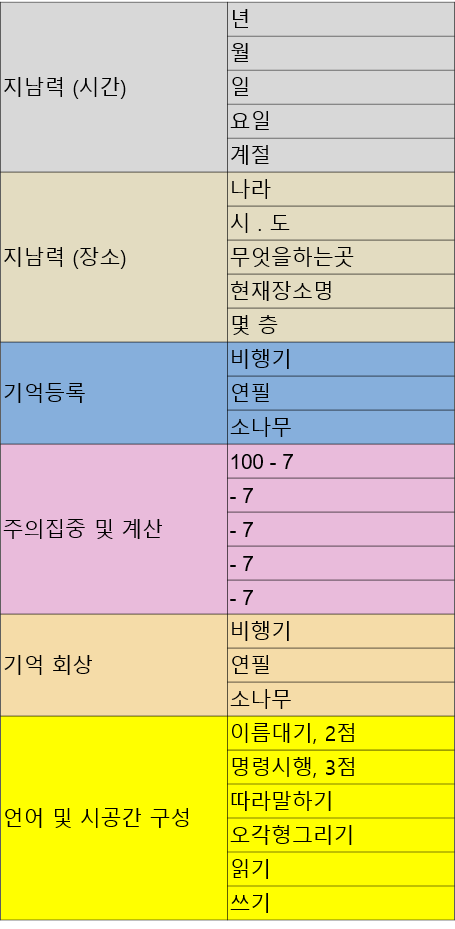 지남력 (시간)
년
월
일
요일
계절
지남력 (장소)
나라
시 . 도
무엇을하는곳
현재장소명
몇 층
기억등록
비행기
연필
소나무
주의집중 및 계산
100 - 7
- 7
- 7
- 7
- 7
기억 회상
비행기
연필
소나무
언어 및 시공간 구성
이름대기, 2점
명령시행, 3점
따라말하기
오각형그리기
읽기
쓰기